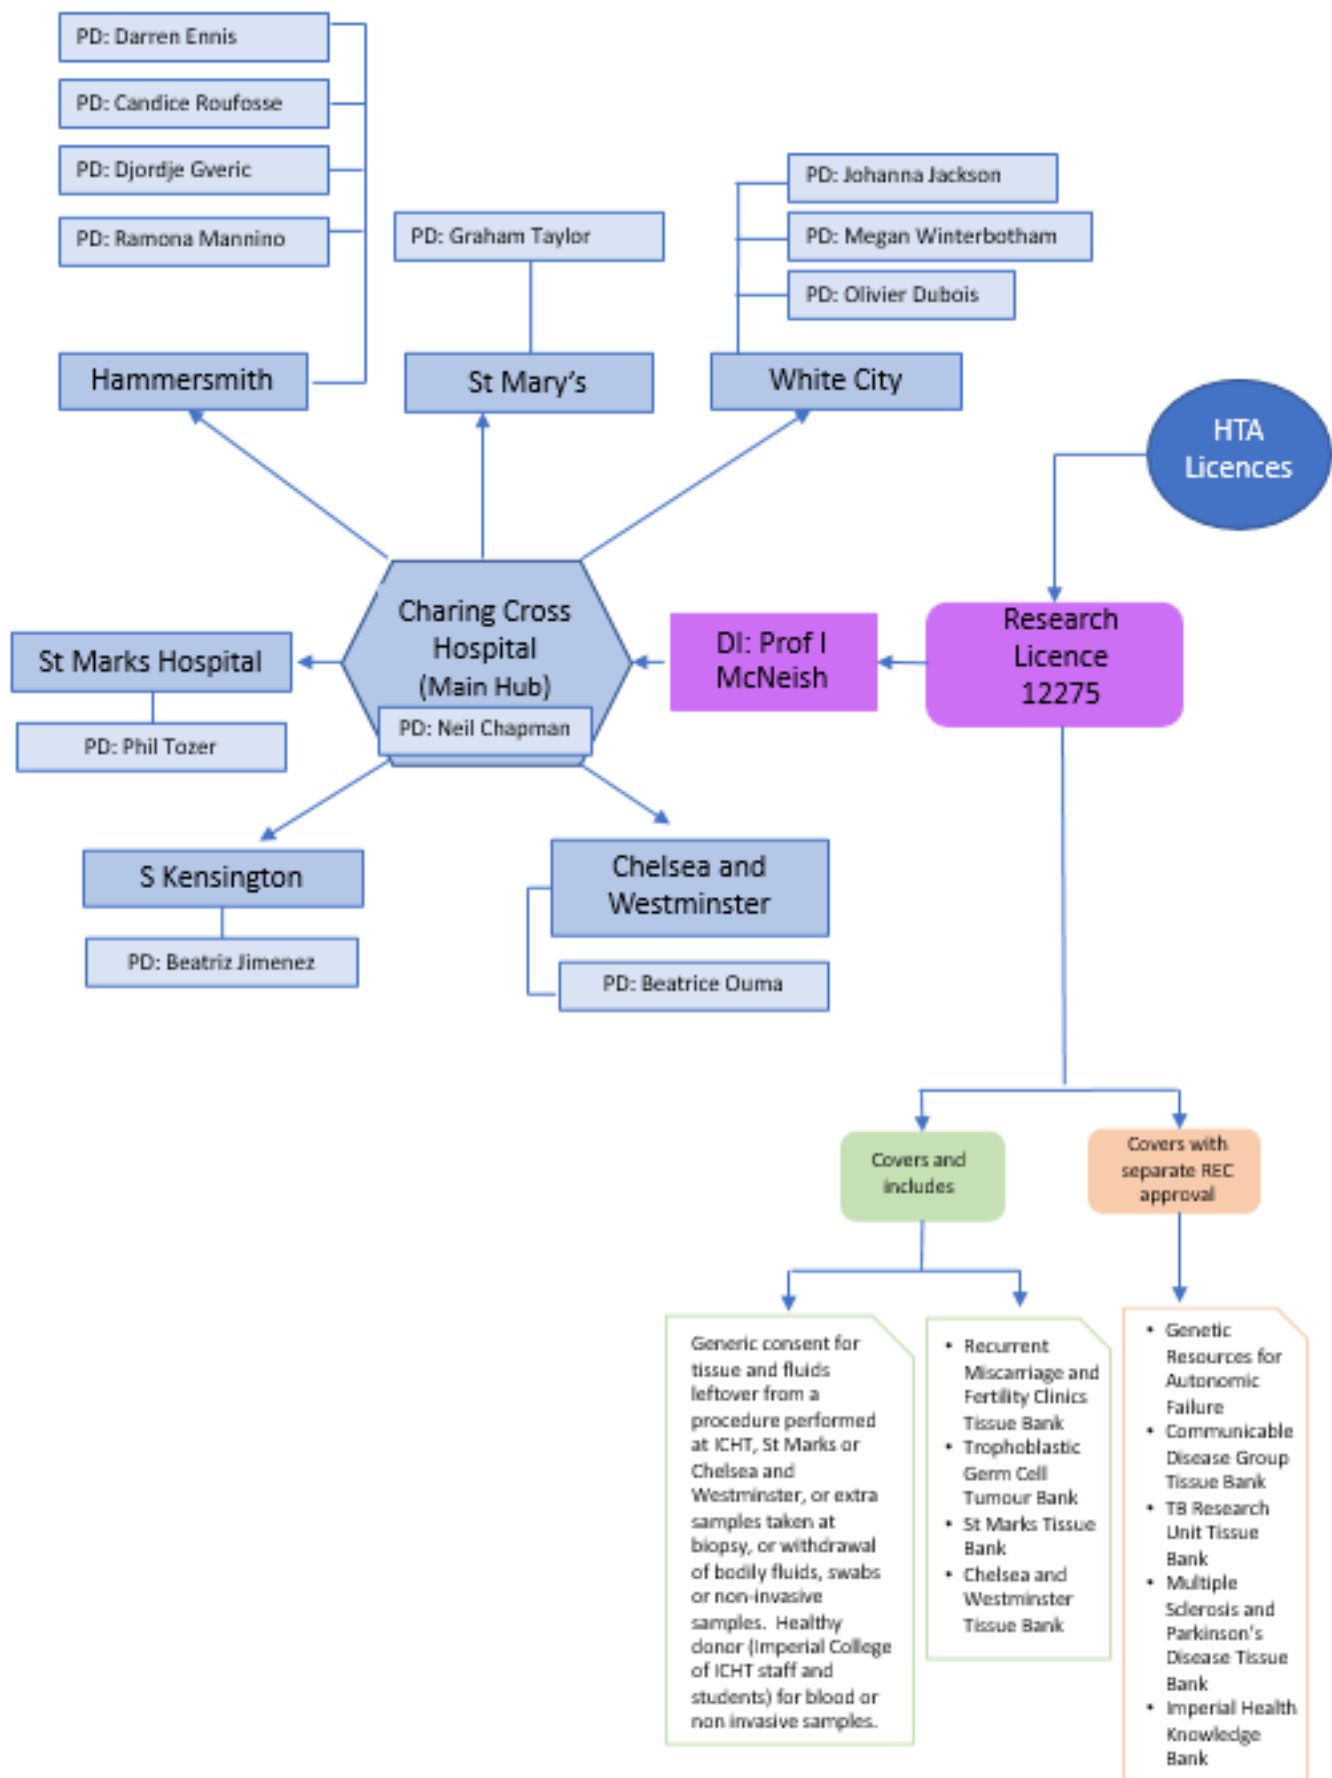 PD: Darren Ennis
PD: Candice Roufosse
PD: Djordje Gveric
PD: Ramona Mannino
Hammersmith
PD: Graham Taylor
St Mary's
PD: Johanna Jackson
PD: Megan Winterbotham
PD: Olivier Dubois
White City
HTA
Licences
Research
Licence
12275
DI: Prof I
McNeish
Charing Cross
Hospital
(Main Hub)
PD: Neil Chapman
St Marks Hospital
PD: Phil Tozer
S Kensington
PD: Beatriz Jimenez
Chelsea and
Westminster
PD: Beatrice Ouma
Covers and
includes
Covers with
separate REC
approval
Generic consent for
tissue and fluids
leftover from a
procedure performed
at ICHT, St Marks or
Chelsea and
Westminster, or extra
samples taken at
biopsy, or withdrawal
of bodily fluids, swabs
or non-invasive
samples. Healthy
donor (Imperial College
of ICHT staff and
students) for blood or
non invasive samples.
• Recurrent
Miscarriage and
Fertility Clinics
Tissue Bank
• Trophoblastic
Germ Cell
Tumour Bank
• St Marks Tissue
Bank
• Chelsea and
Westminster
Tissue Bank
• Genetic
Resources for
Autonomic
Failure
• Communicable
Disease Group
Tissue Bank
• TB Research
Unit Tissue
Bank
• Multiple
Sclerosis and
Parkinson's
Disease Tissue
Bank
• Imperial Health
Knowledge
Bank